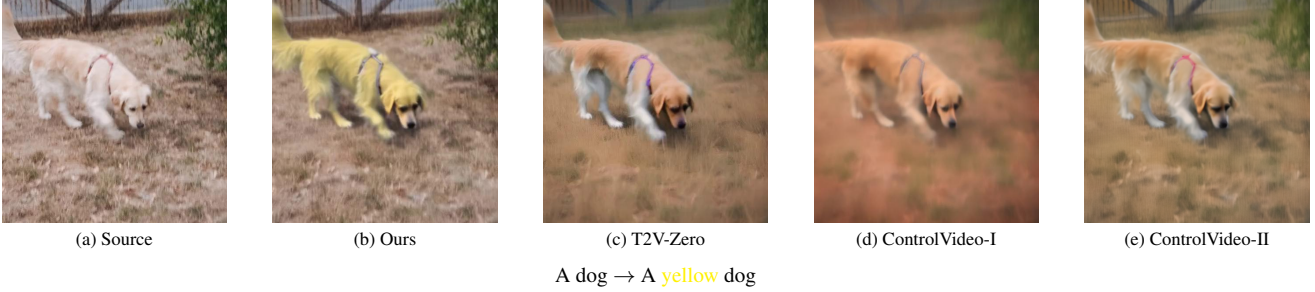 (a) Source
(b) Ours
(c) T2V-Zero
(d) ControlVideo-I
(e) ControlVideo-II
A dog → A yellow dog